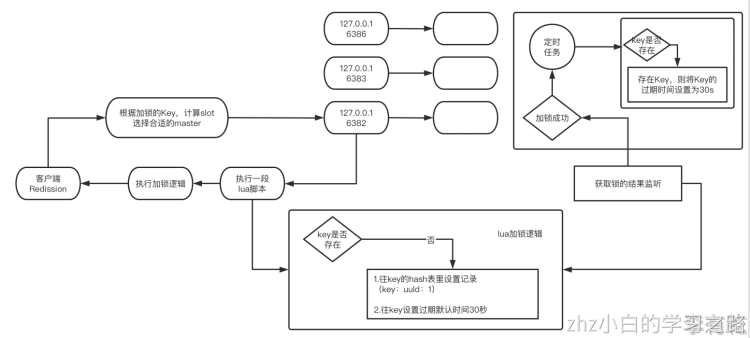 127.0.0.1
6386
127.0.0.1
6383
127.0.0.1
6382
根据加锁的Key，计算slot
选择合适的master
客户端
Redission
执行加锁逻辑
执行一段
lua脚本
定时
任务
key是否
存在
存在Key，则将Key的
过期时间设置为30s
加锁成功
获取锁的结果监听
key是否
存在
否
lua加锁逻辑
1.往key的hash表里设置记录
（key：uuId：1）
2.往key设置过期默认时间30秒
zhz小白的学习之路